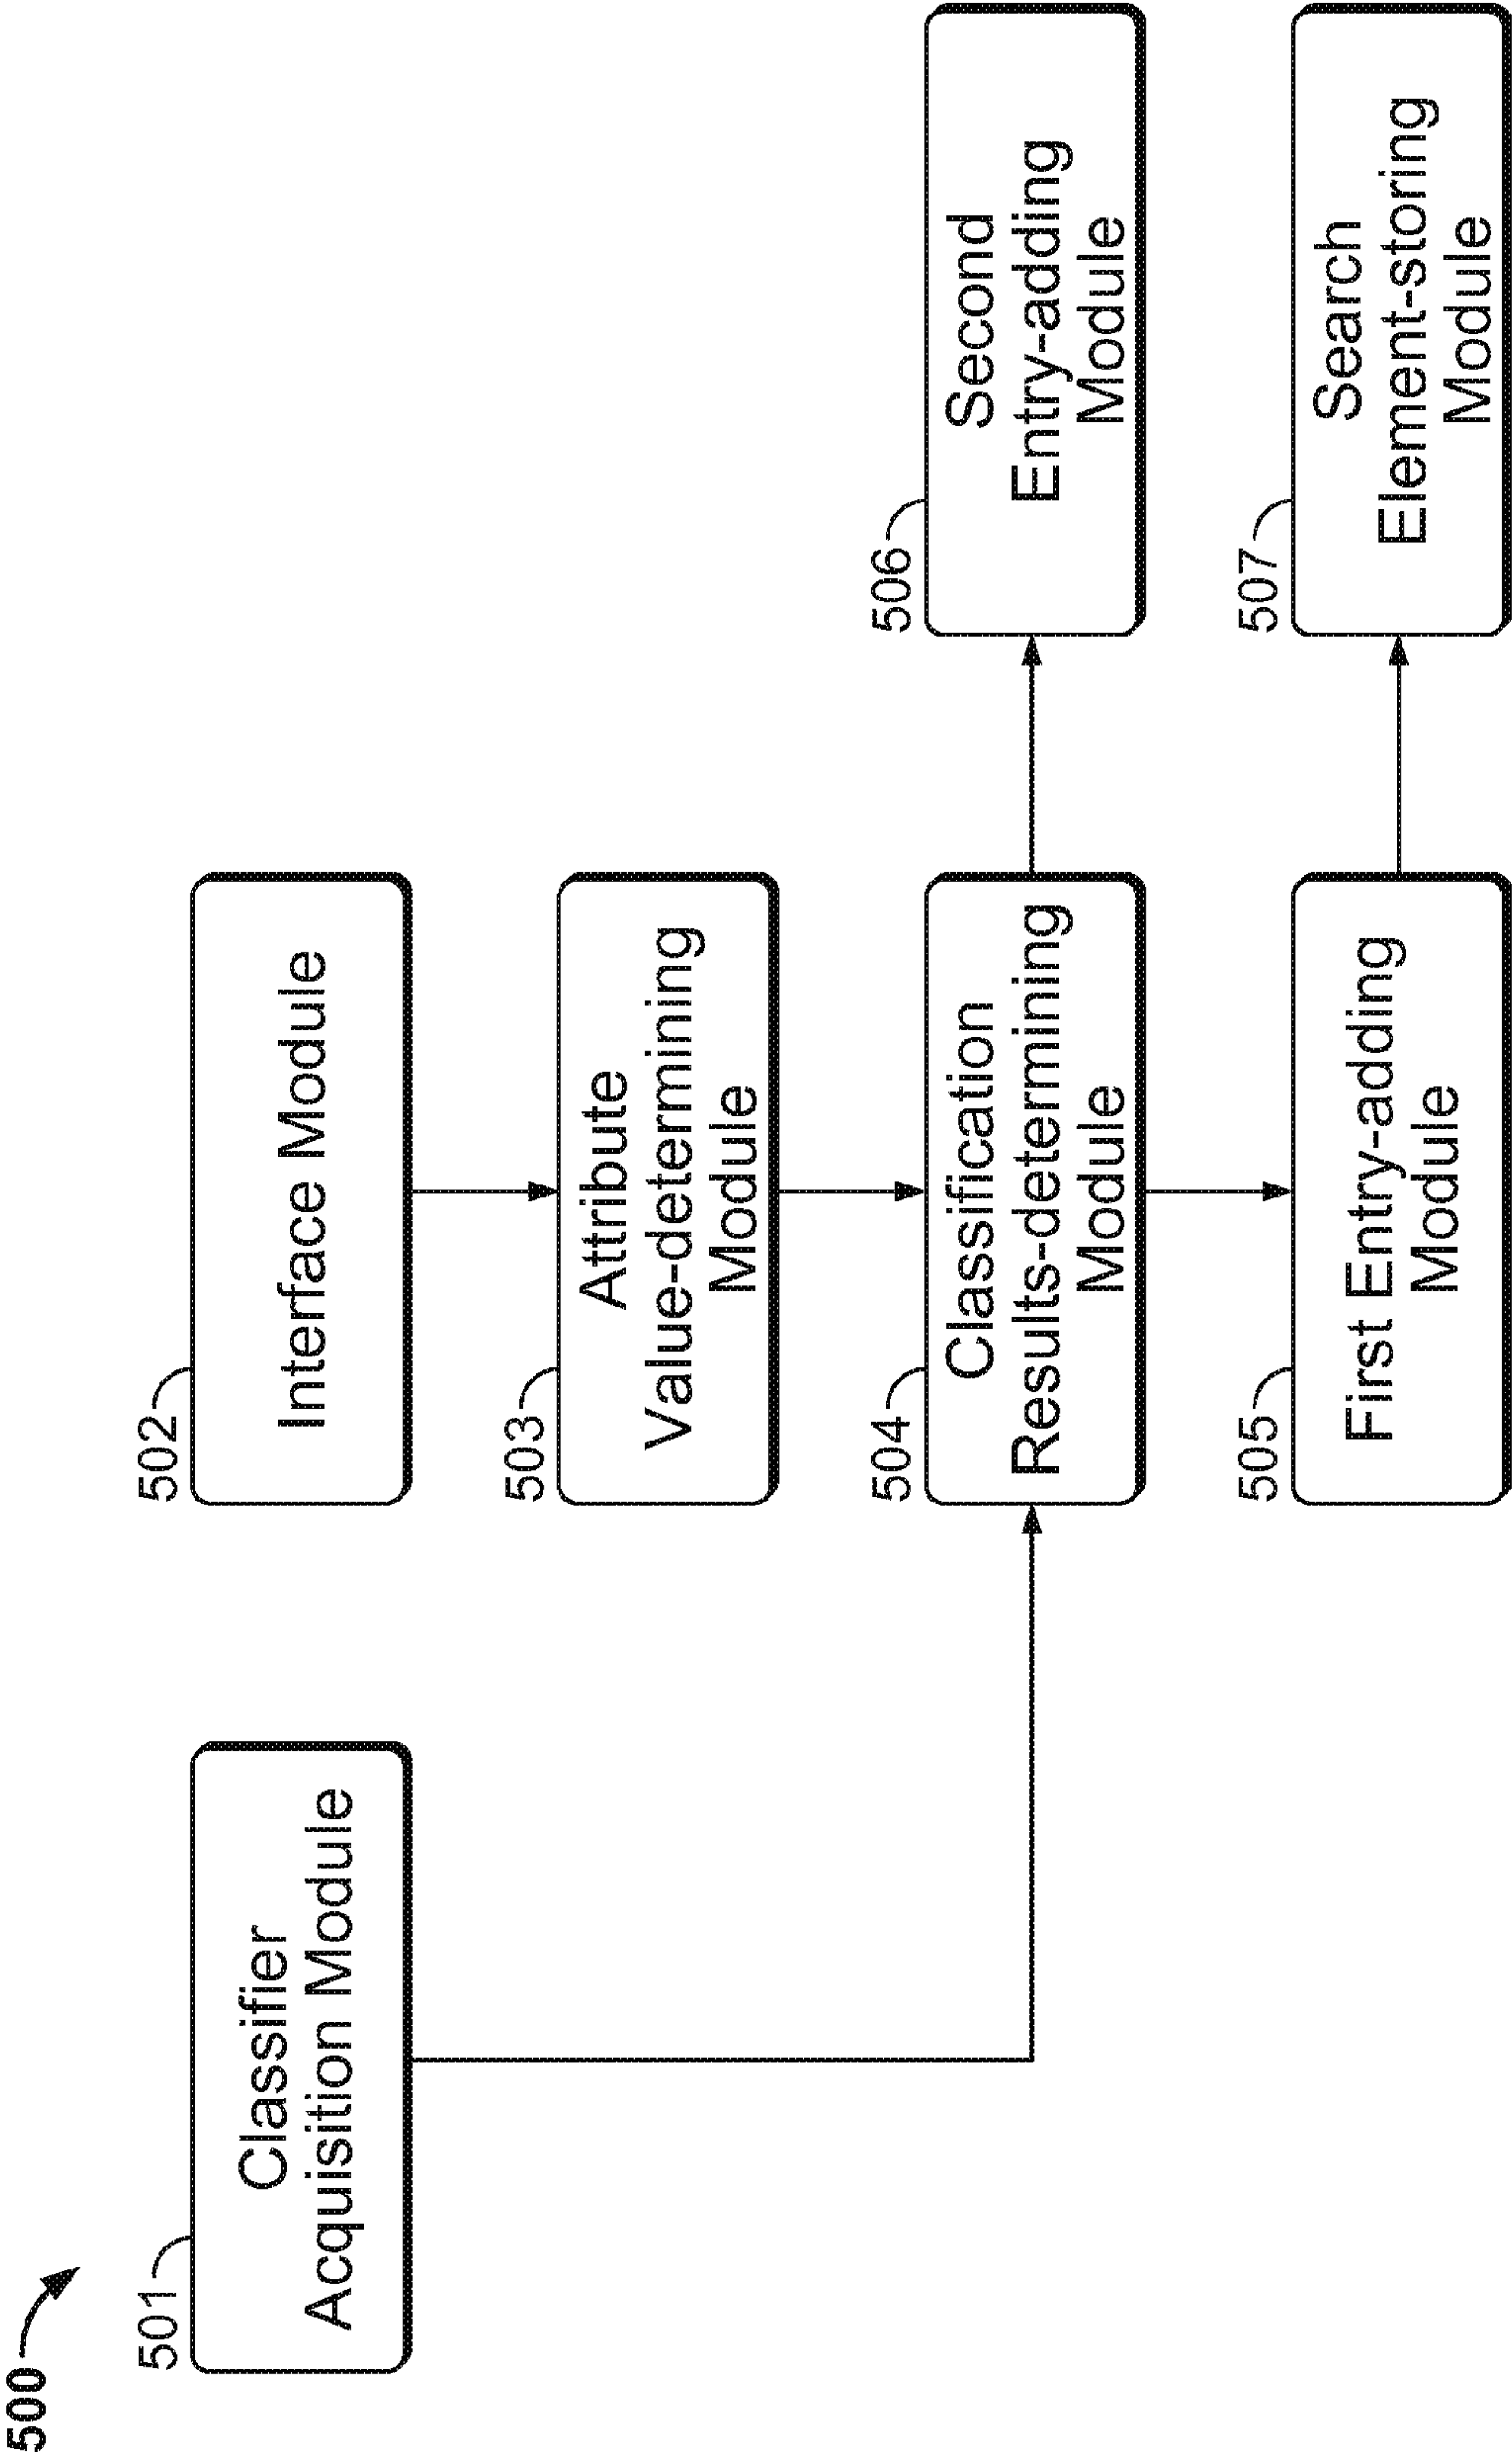 500
501
Classifier
Acquisition Module
502
Interface Module
503
Attribute
Value-determining
Module
504
Classification
Results-determining
Module
505
First Entry-adding
Module
506
Second
Entry-adding
Module
507
Search
Element-storing
Module